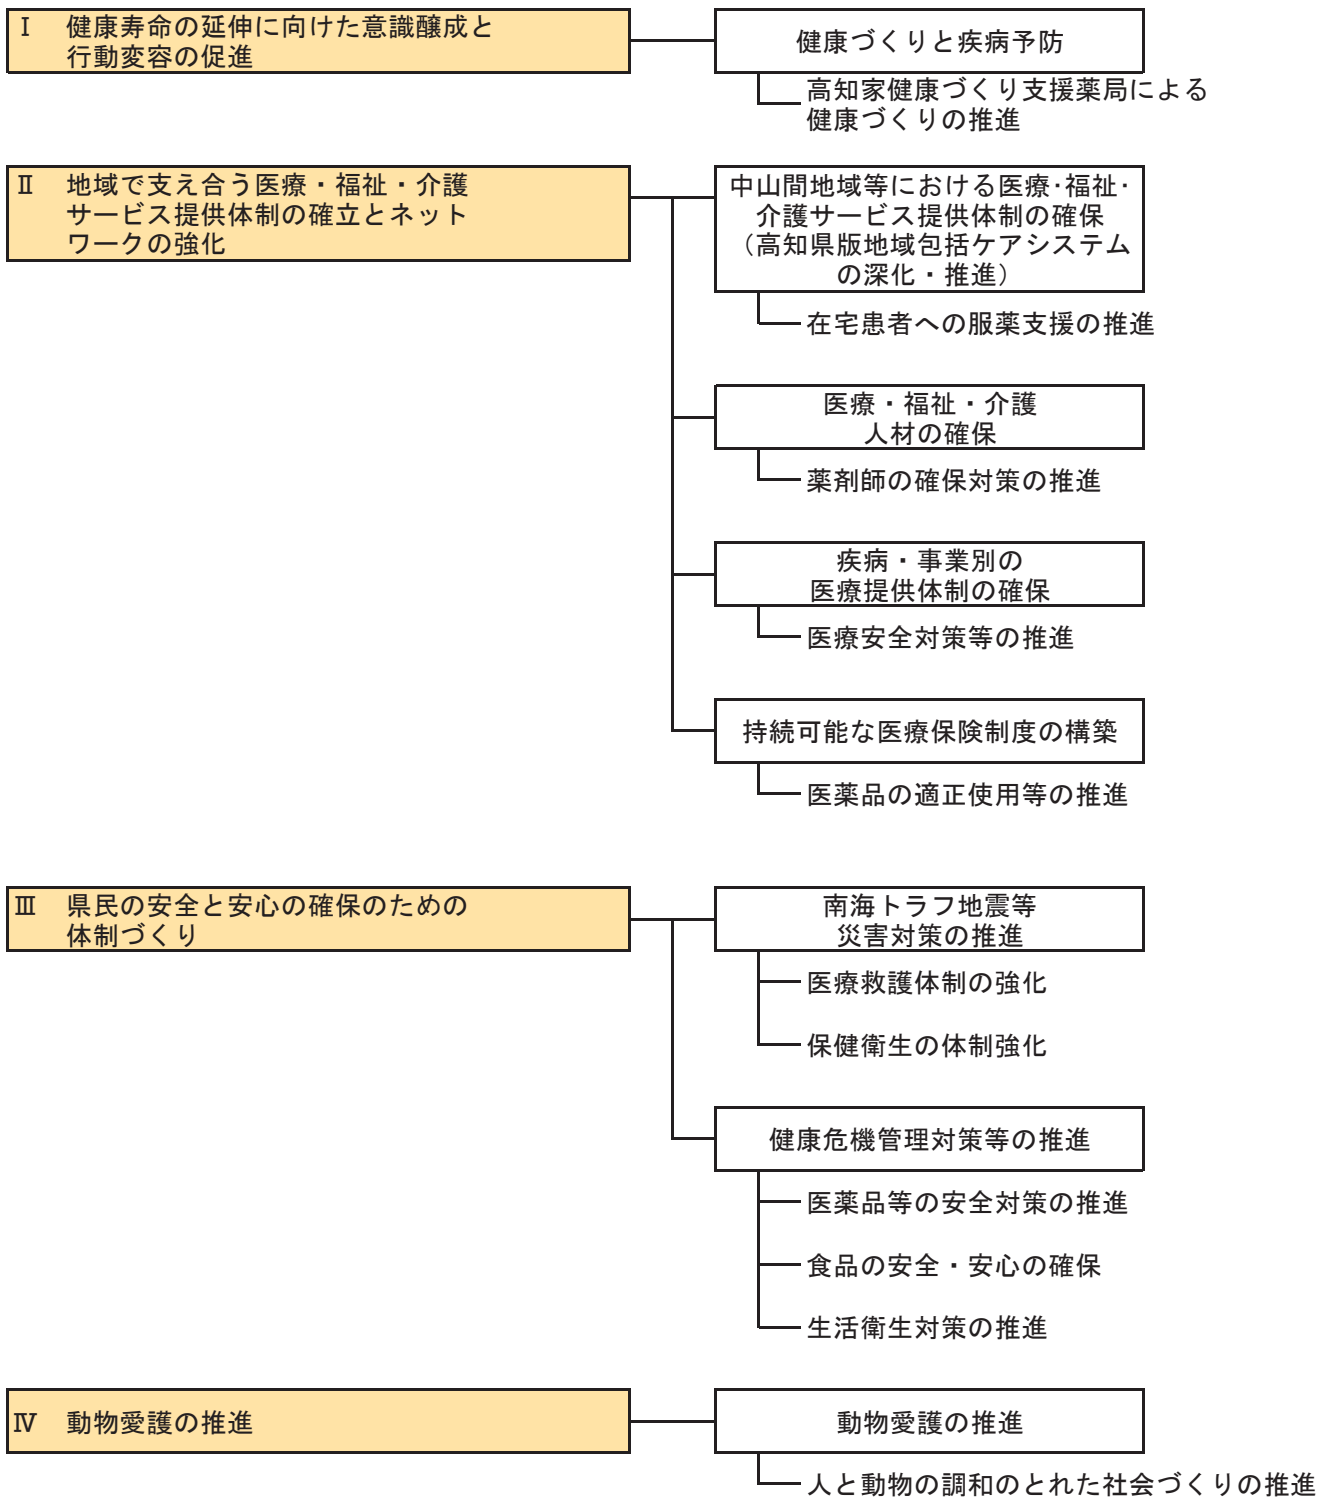 Ⅰ 健康寿命の延伸に向けた意識醸成と
行動変容の促進
健康づくりと疾病予防
高知家健康づくり支援薬局による
健康づくりの推進
Ⅱ 地域で支え合う医療・福祉・介護
サービス提供体制の確立とネット
ワークの強化
中山間地域等における医療・福祉・
介護サービス提供体制の確保
（高知県版地域包括ケアシステム
の深化・推進）
在宅患者への服薬支援の推進
医療・福祉・介護
人材の確保
薬剤師の確保対策の推進
疾病・事業別の
医療提供体制の確保
医療安全対策等の推進
持続可能な医療保険制度の構築
医薬品の適正使用等の推進
Ⅲ 県民の安全と安心の確保のための
体制づくり
南海トラフ地震等
災害対策の推進
医療救護体制の強化
保健衛生の体制強化
健康危機管理対策等の推進
医薬品等の安全対策の推進
食品の安全・安心の確保
生活衛生対策の推進
Ⅳ 動物愛護の推進
動物愛護の推進
人と動物の調和のとれた社会づくりの推進